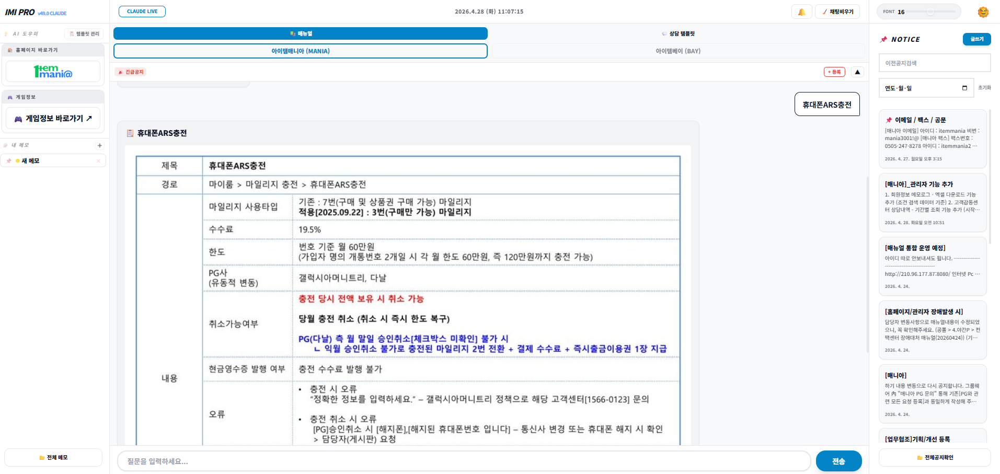 IMI PRO v49.0 CLAUDE
AI 도우미
템플릿 관리
홈페이지 바로가기
Item mani@
게임정보
게임정보 바로가기 ↗
내 메모
+
새 메모
×
전체 메모
CLAUDE LIVE
2026.4.28 (화) 11:07:15
채팅비우기
매뉴얼
상담 템플릿
아이템매니아 (MANIA)
아이템베이 (BAY)
긴급공지
+ 등록
▲
휴대폰ARS충전
휴대폰ARS충전
제목
휴대폰ARS충전
경로
마이룸 > 마일리지 충전 > 휴대폰ARS충전
내용
마일리지 사용타입
기존 : 7번(구매 및 상품권 구매 가능) 마일리지
적용[2025.09.22] : 3번(구매만 가능) 마일리지
수수료
19.5%
한도
번호 기준 월 60만원
(가입자 명의 개통번호 2개일 시 각 월 한도 60만원, 즉 120만원까지 충전 가능)
PG사
(유동적 변동)
갤럭시아머니트리, 다날
취소가능여부
충전 당시 전액 보유 시 취소 가능
당월 충전 취소 (취소 시 즉시 한도 복구)
PG(다날) 측 월 말일 승인취소[체크박스 미확인] 불가 시
ㄴ 익월 승인취소 불가로 충전된 마일리지 2번 전환 + 결제 수수료 + 즉시출금이용권 1장 지급
현금영수증 발행 여부
충전 수수료 발행 불가
오류
• 충전 시 오류
“정확한 정보를 입력하세요.” – 갤럭시아머니트리 정책으로 해당 고객센터[1566-0123] 문의
• 충전 취소 시 오류
[PG]승인취소 시 [해지폰],[해지된 휴대폰번호 입니다] – 통신사 변경 또는 휴대폰 해지 시 확인
> 담당자(게시판) 요청
질문을 입력하세요...
전송
FONT 16
NOTICE
글쓰기
이전공지검색
연도-월-일
초기화
이메일 / 팩스 / 공문
[매니아 이메일] 아이디 : itemmania 비번 :
mania3001!@ [매니아 팩스] 팩스번호 :
0505-247-8278 아이디 : itemmania2 …
2026. 4. 27. 월요일 오후 3:15
[매니아]_관리자 기능 추가
1. 회원정보 메모로그 - 엑셀 다운로드 기능
추가 (조건 검색 데이터 기준) 2. 고객감동센
터 상담내역 - 기간별 조회 기능 추가 (시작…
2026. 4. 28. 화요일 오전 10:51
[매뉴얼 통합 운영 예정]
아이디 따로 안보내셔도 됩니다. --------------
---------------------------
http://210.96.177.87:8080/ 인터넷 Pc …
2026. 4. 24.
[홈페이지/관리자 장애발생 시]
담당자 변동사항으로 매뉴얼내용이 수정되었
으니, 꼭 확인해주세요. (공폴 > 4.야간P > 컨
택센터 장애대처 매뉴얼(20260424)) (기…
2026. 4. 24.
[매니아]
하기 내용 변동으로 다시 공지합니다. 그룹웨
어 內 "매니아 PG 문의" 통해 기존[PG와 관
련 모든 요청 등록]과 동일하게 작성해 주…
2026. 4. 24.
[업무협조]기획/개선 등록
전체공지확인